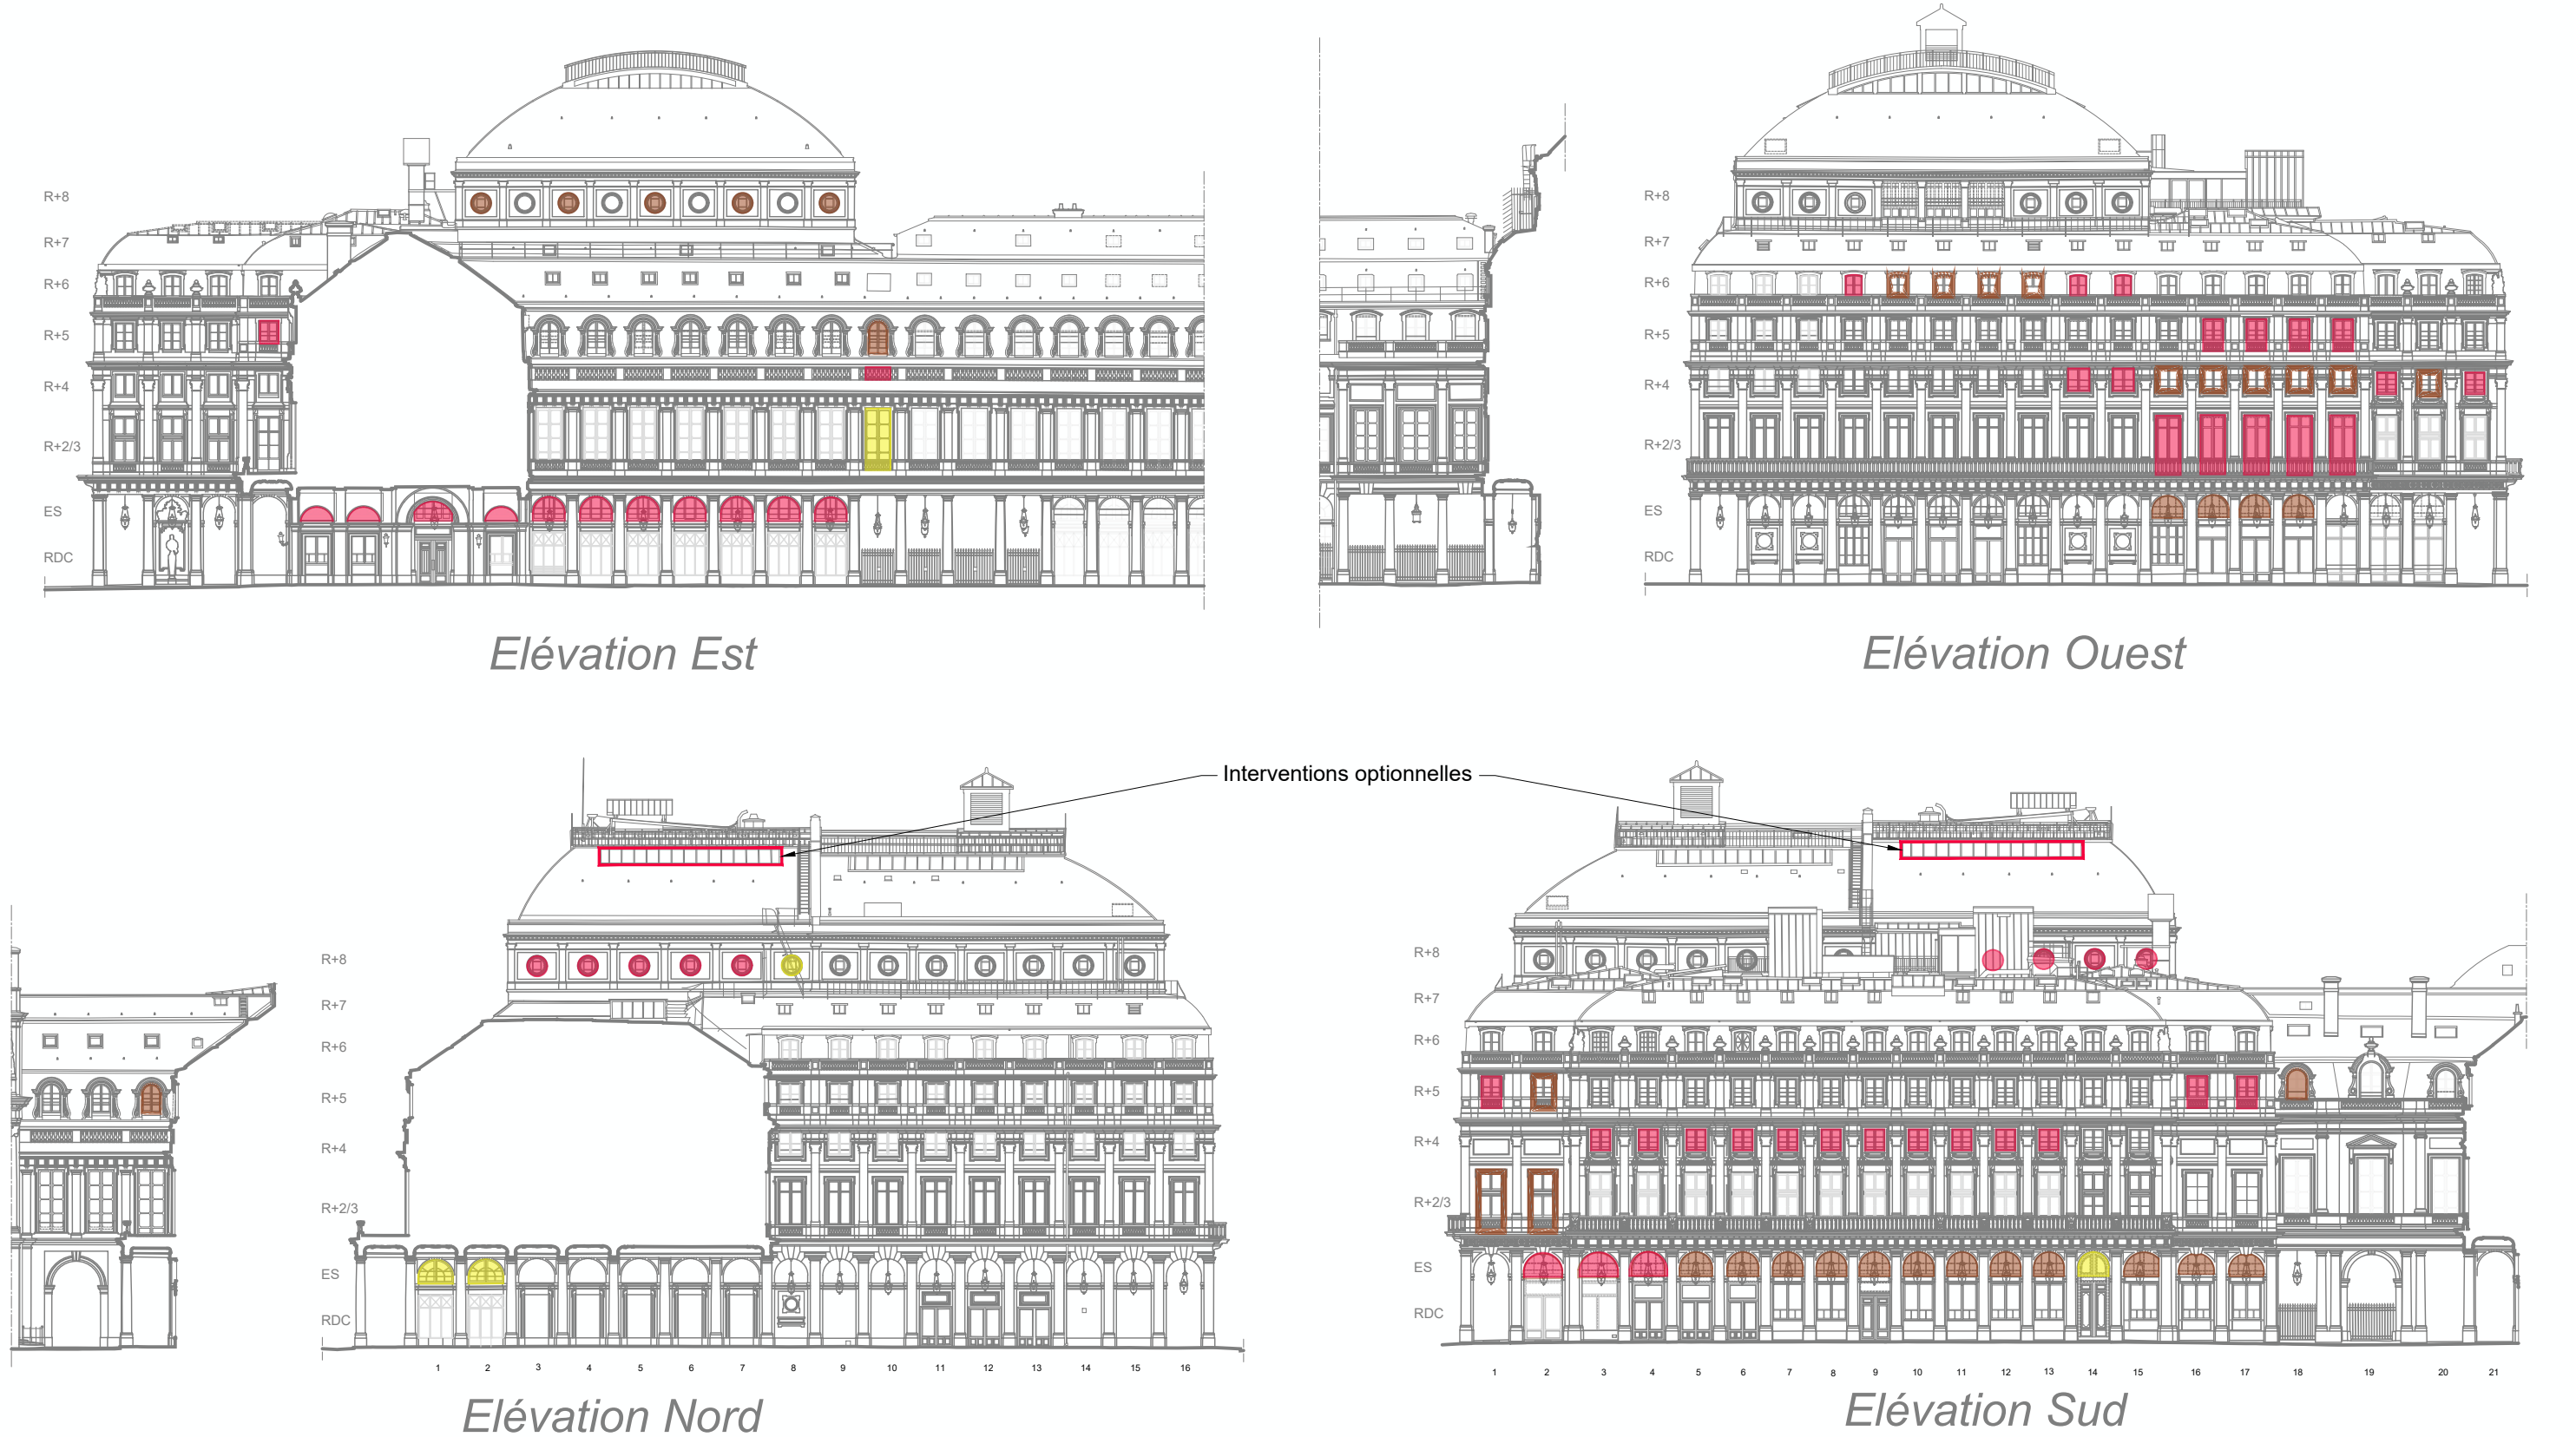 R+8
R+7
R+6
R+5
R+4
R+2/3
ES
RDC
Elévation Est
R+8
R+7
R+6
R+5
R+4
R+2/3
ES
RDC
Elévation Ouest
Interventions optionnelles
R+8
R+7
R+6
R+5
R+4
R+2/3
ES
RDC
1 2 3 4 5 6 7 8 9 10 11 12 13 14 15 16
Elévation Nord
R+8
R+7
R+6
R+5
R+4
R+2/3
ES
RDC
1 2 3 4 5 6 7 8 9 10 11 12 13 14 15 16 17 18 19 20 21
Elévation Sud